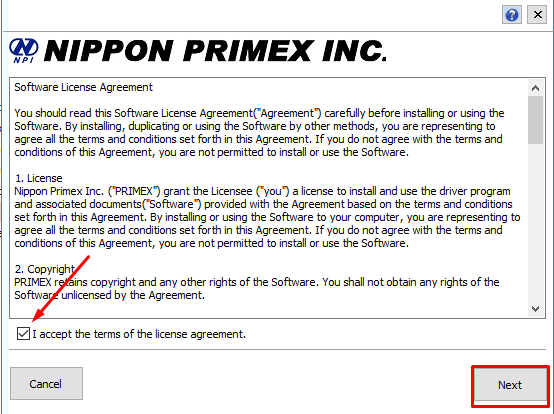 NPI
NIPPON PRIMEX INC.
Software License Agreement
You should read this Software License Agreement("Agreement") carefully before installing or using the
Software. By installing, duplicating or using the Software by other methods, you are representing to
agree all the terms and conditions set forth in this Agreement. If you do not agree with the terms and
conditions of this Agreement, you are not permitted to install or use the Software.
1. License
Nippon Primex Inc. ("PRIMEX") grant the Licensee ("you") a license to install and use the driver program
and associated documents("Software") provided with the Agreement based on the terms and conditions
set forth in this Agreement. By installing or using the Software to your computer, you are representing to
agree all the terms and conditions set forth in this Agreement. If you do not agree with the terms and
conditions of this Agreement, you are not permitted to install or use the Software.
2. Copyright
PRIMEX retains copyright and any other rights of the Software. You shall not obtain any rights of the
Software unlicensed by the Agreement.
I accept the terms of the license agreement.
Cancel
Next